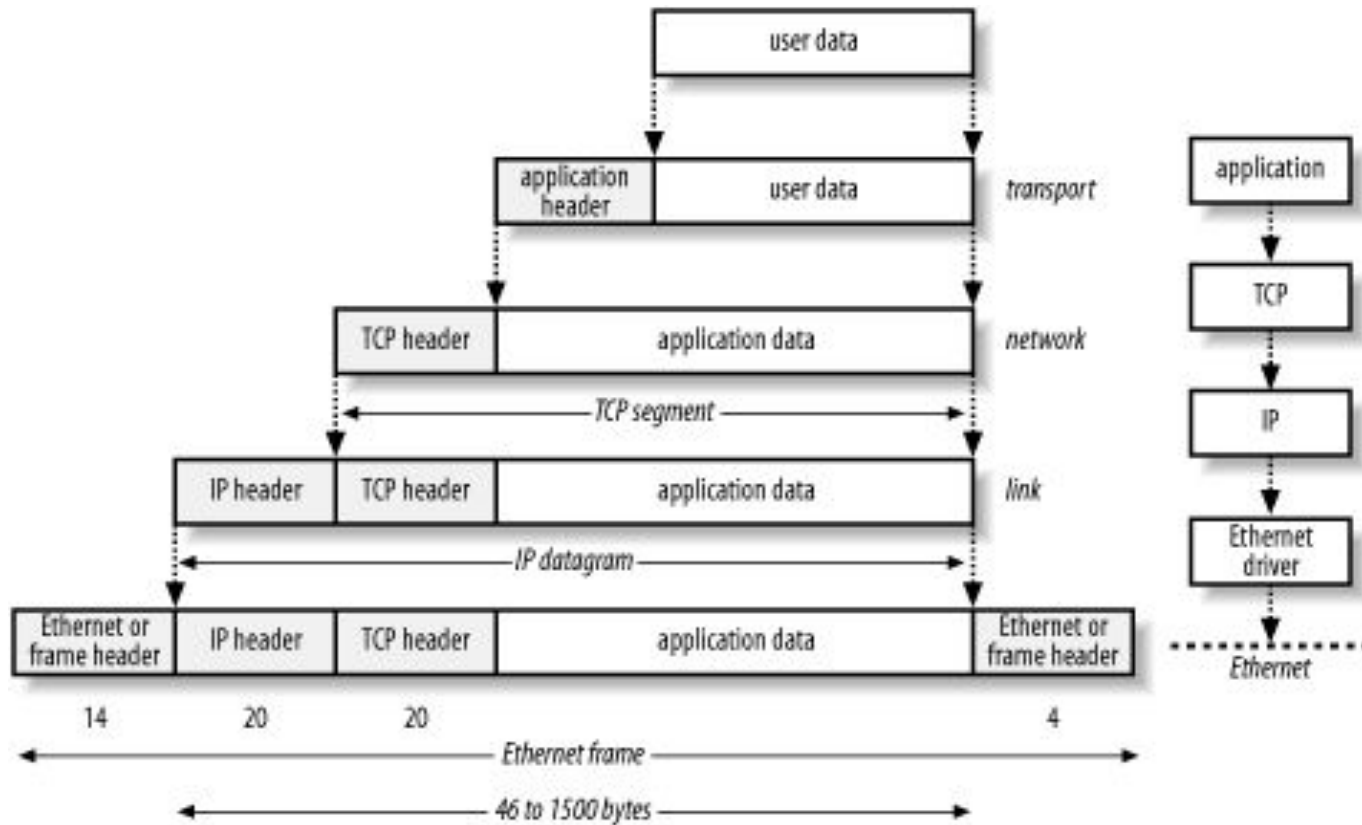 user data
application
header
user data
transport
application
TCP header
application data
network
TCP
TCP segment
IP header
TCP header
application data
link
IP
IP datagram
Ethernet
driver
Ethernet or
frame header
IP header
TCP header
application data
Ethernet or
frame header
Ethernet
14
20
20
4
Ethernet frame
46 to 1500 bytes